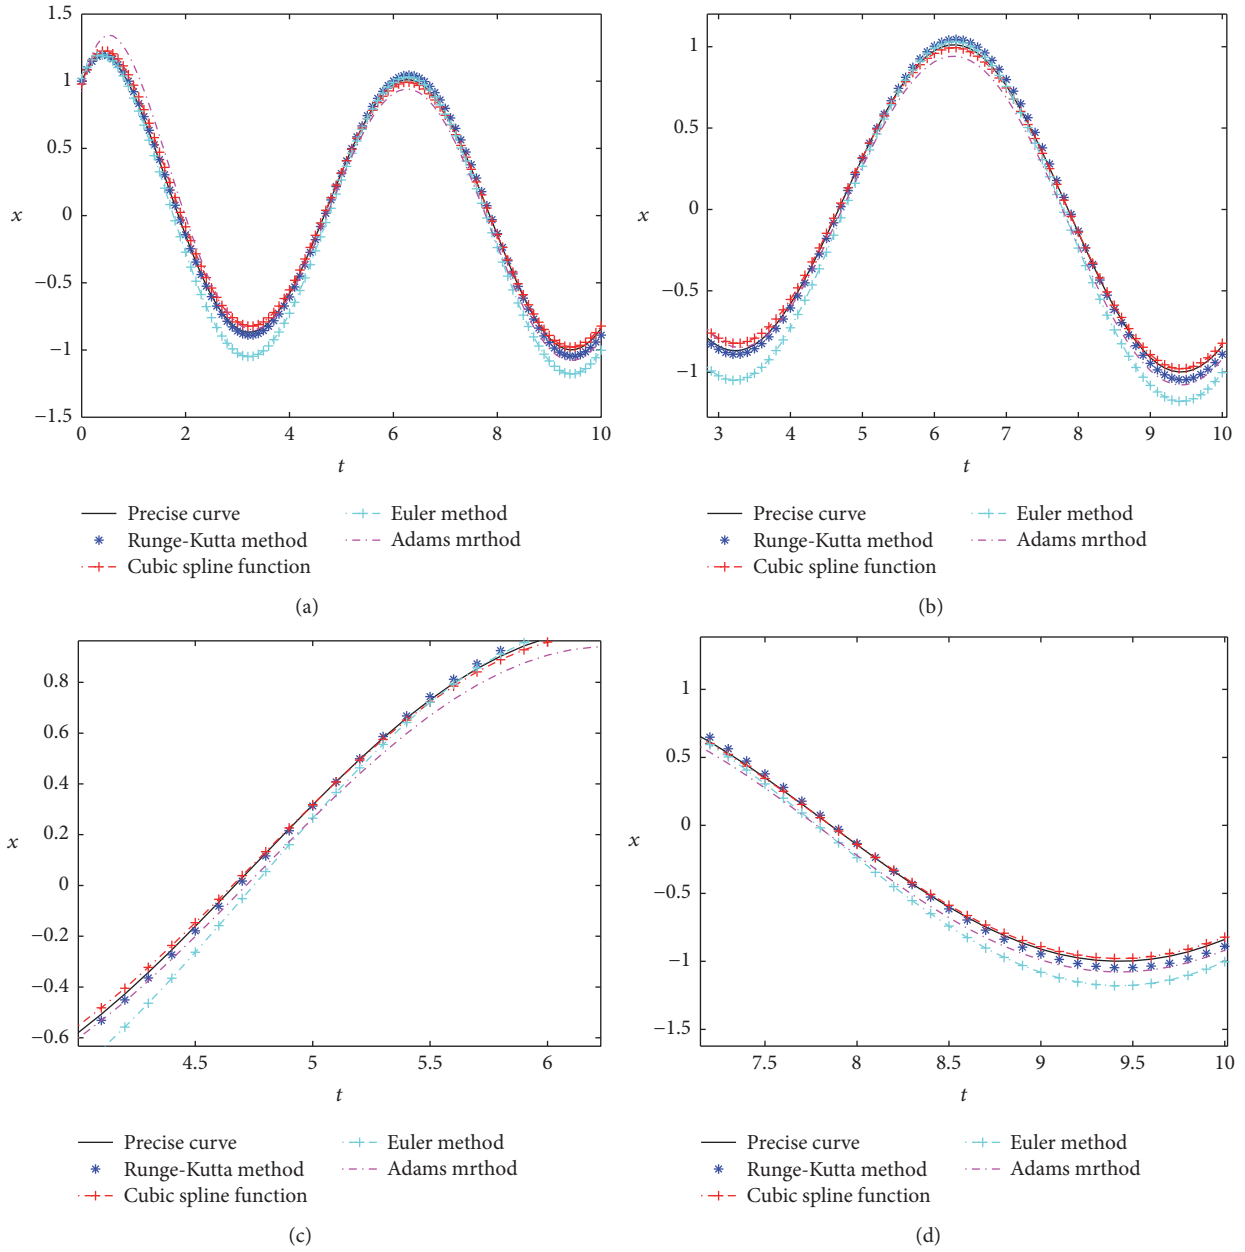 1.5
1
0.5
0
−0.5
−1
−1.5
x
0 2 4 6 8 10
t
Precise curve
Runge-Kutta method
Cubic spline function
Euler method
Adams mrthod
(a)
1
0.5
0
−0.5
−1
x
3 4 5 6 7 8 9 10
t
Precise curve
Runge-Kutta method
Cubic spline function
Euler method
Adams mrthod
(b)
0.8
0.6
0.4
0.2
0
−0.2
−0.4
−0.6
x
4.5 5 5.5 6
t
Precise curve
Runge-Kutta method
Cubic spline function
Euler method
Adams mrthod
(c)
1
0.5
0
−0.5
−1
−1.5
x
7.5 8 8.5 9 9.5 10
t
Precise curve
Runge-Kutta method
Cubic spline function
Euler method
Adams mrthod
(d)